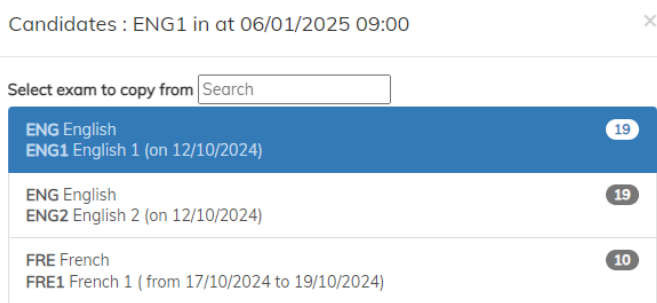 Candidates : ENG1 in at 06/01/2025 09:00
×
Select exam to copy from Search
ENG English 19
ENG1 English 1 (on 12/10/2024)
ENG English 19
ENG2 English 2 (on 12/10/2024)
FRE French 10
FRE1 French 1 ( from 17/10/2024 to 19/10/2024)